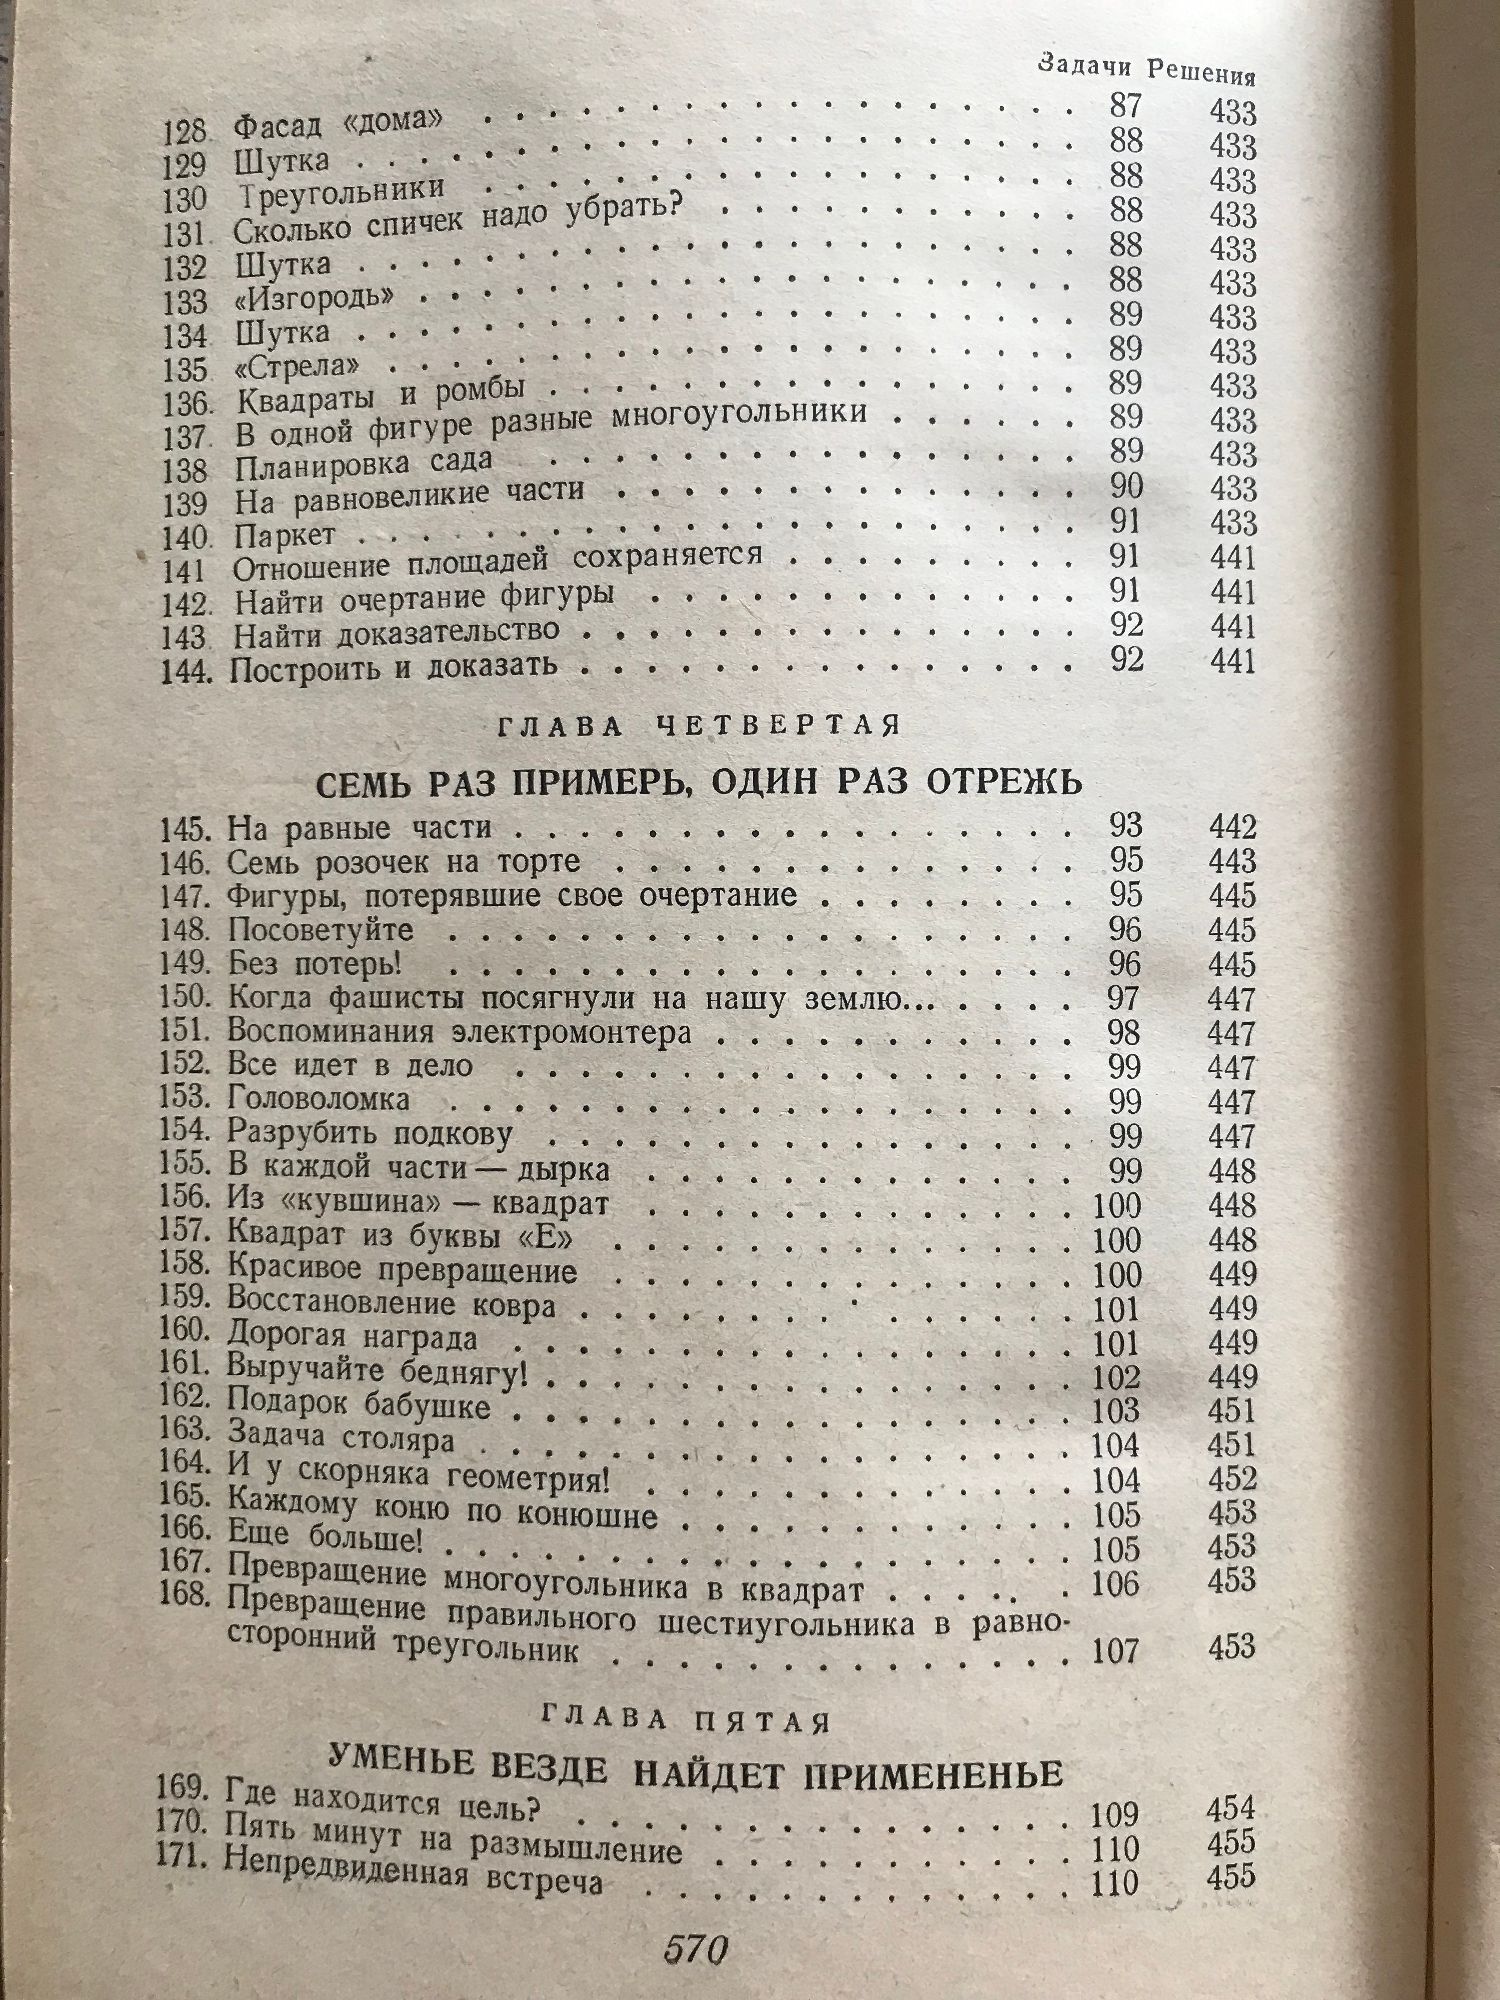 Задачи Решения
128. Фасад «дома» . . . . . . . . . . . . . . . . . . 87 433
129 Шутка . . . . . . . . . . . . . . . . . . . . . . 88 433
130 Треугольники . . . . . . . . . . . . . . . . . . 88 433
131. Сколько спичек надо убрать? . . . . . . . . . . . 88 433
132 Шутка . . . . . . . . . . . . . . . . . . . . . . 88 433
133 «Изгородь» . . . . . . . . . . . . . . . . . . . . 88 433
134. Шутка . . . . . . . . . . . . . . . . . . . . . . 89 433
135. «Стрела» . . . . . . . . . . . . . . . . . . . . . 89 433
136. Квадраты и ромбы . . . . . . . . . . . . . . . . 89 433
137. В одной фигуре разные многоугольники . . . . . . 89 433
138 Планировка сада . . . . . . . . . . . . . . . . 89 433
139 На равновеликие части . . . . . . . . . . . . . . 90 433
140. Паркет . . . . . . . . . . . . . . . . . . . . . . 91 433
141 Отношение площадей сохраняется . . . . . . . . . 91 441
142. Найти очертание фигуры . . . . . . . . . . . . . 91 441
143. Найти доказательство . . . . . . . . . . . . . . . 92 441
144. Построить и доказать . . . . . . . . . . . . . . . 92 441
ГЛАВА ЧЕТВЕРТАЯ
СЕМЬ РАЗ ПРИМЕРЬ, ОДИН РАЗ ОТРЕЖЬ
145. На равные части . . . . . . . . . . . . . . . . . 93 442
146. Семь розочек на торте . . . . . . . . . . . . . . 95 443
147. Фигуры, потерявшие свое очертание . . . . . . . . 95 445
148. Посоветуйте . . . . . . . . . . . . . . . . . . . 96 445
149. Без потерь! . . . . . . . . . . . . . . . . . . . 96 445
150. Когда фашисты посягнули на нашу землю... . . . . 97 447
151. Воспоминания электромонтера . . . . . . . . . . . 98 447
152. Все идет в дело . . . . . . . . . . . . . . . . . 99 447
153. Головоломка . . . . . . . . . . . . . . . . . . . 99 447
154. Разрубить подкову . . . . . . . . . . . . . . . . 99 447
155. В каждой части — дырка . . . . . . . . . . . . . 99 448
156. Из «кувшина» — квадрат . . . . . . . . . . . . . 100 448
157. Квадрат из буквы «Е» . . . . . . . . . . . . . . 100 448
158. Красивое превращение . . . . . . . . . . . . . . 100 449
159. Восстановление ковра . . . . . . . . . . . . . . . 101 449
160. Дорогая награда . . . . . . . . . . . . . . . . . 101 449
161. Выручайте беднягу! . . . . . . . . . . . . . . . . 102 449
162. Подарок бабушке . . . . . . . . . . . . . . . . . 103 451
163. Задача столяра . . . . . . . . . . . . . . . . . . 104 451
164. И у скорняка геометрия! . . . . . . . . . . . . . 104 452
165. Каждому коню по конюшне . . . . . . . . . . . . 105 453
166. Еще больше! . . . . . . . . . . . . . . . . . . . 105 453
167. Превращение многоугольника в квадрат . . . . . . 106 453
168. Превращение правильного шестиугольника в равно-
сторонний треугольник . . . . . . . . . . . . . . 107 453
ГЛАВА ПЯТАЯ
УМЕНЬЕ ВЕЗДЕ НАЙДЕТ ПРИМЕНЕНЬЕ
169. Где находится цель? . . . . . . . . . . . . . . . 109 454
170. Пять минут на размышление . . . . . . . . . . . 110 455
171. Непредвиденная встреча . . . . . . . . . . . . . 110 455
570